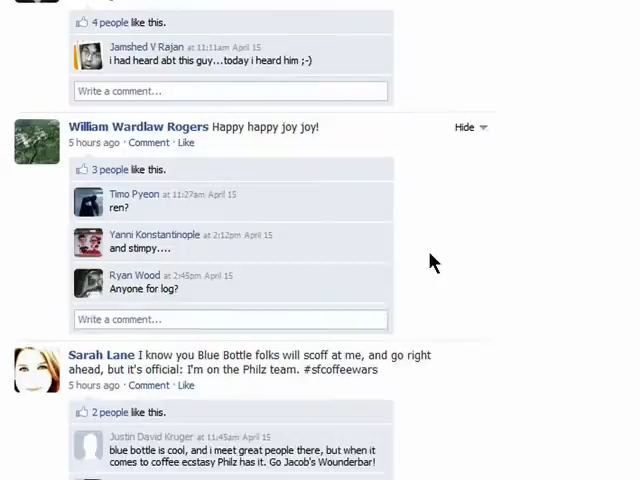 4 people like this.
Jamshed V Rajan at 11:11am April 15
i had heard abt this guy...today i heard him ;-)
Write a comment...
William Wardlaw Rogers Happy happy joy joy!
Hide
5 hours ago · Comment · Like
3 people like this.
Timo Pyeon at 11:27am April 15
ren?
Yanni Konstantinople at 2:12pm April 15
and stimpy....
Ryan Wood at 2:45pm April 15
Anyone for log?
Write a comment...
Sarah Lane I know you Blue Bottle folks will scoff at me, and go right
ahead, but it's official: I'm on the Philz team. #sfcoffeewars
5 hours ago · Comment · Like
2 people like this.
Justin David Kruger at 11:45am April 15
blue bottle is cool, and i meet great people there, but when it
comes to coffee ecstasy Philz has it. Go Jacob's Wounderbar!